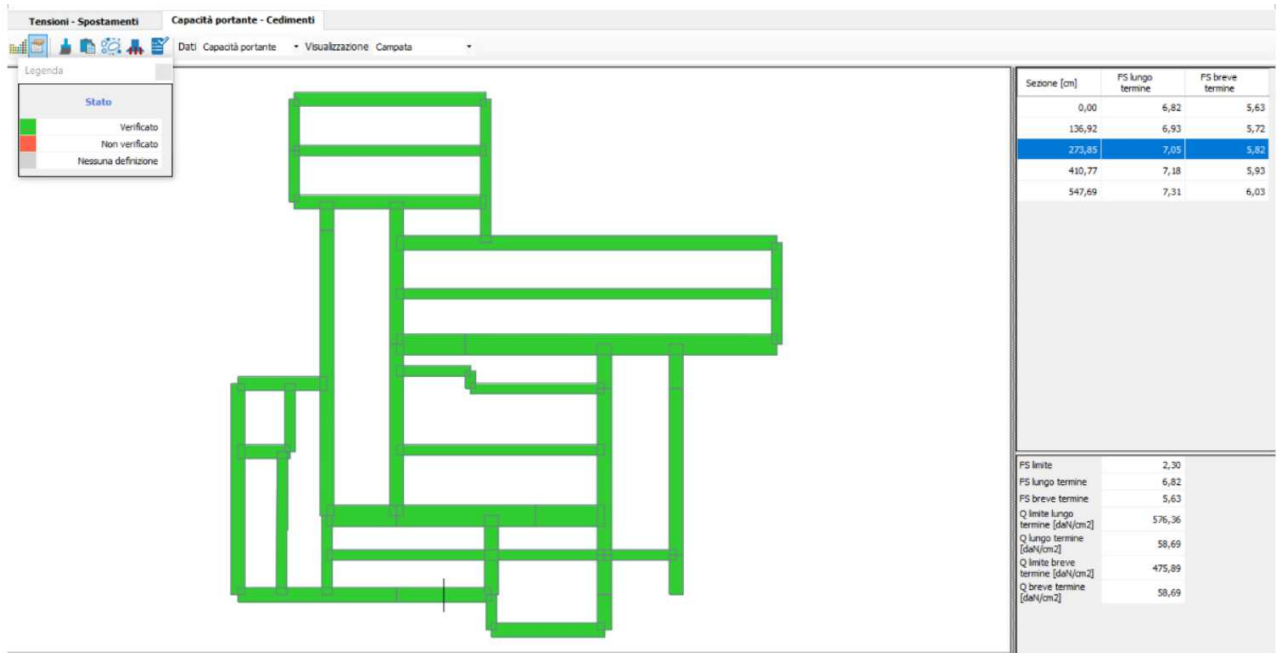 Tensioni - Spostamenti Capacità portante - Cedimenti
Dati Capacità portante Visualizzazione Campata
Legenda
Stato
Verificato
Non verificato
Nessuna definizione
Sezione [cm] FS lungo termine FS breve termine
0,00 6,82 5,63
136,92 6,93 5,72
273,85 7,05 5,82
410,77 7,18 5,93
547,69 7,31 6,03
FS limite 2,30
FS lungo termine 6,82
FS breve termine 5,63
Q limite lungo
termine [daN/cm2] 576,36
Q lungo termine
[daN/cm2] 58,69
Q limite breve
termine [daN/cm2] 475,89
Q breve termine
[daN/cm2] 58,69